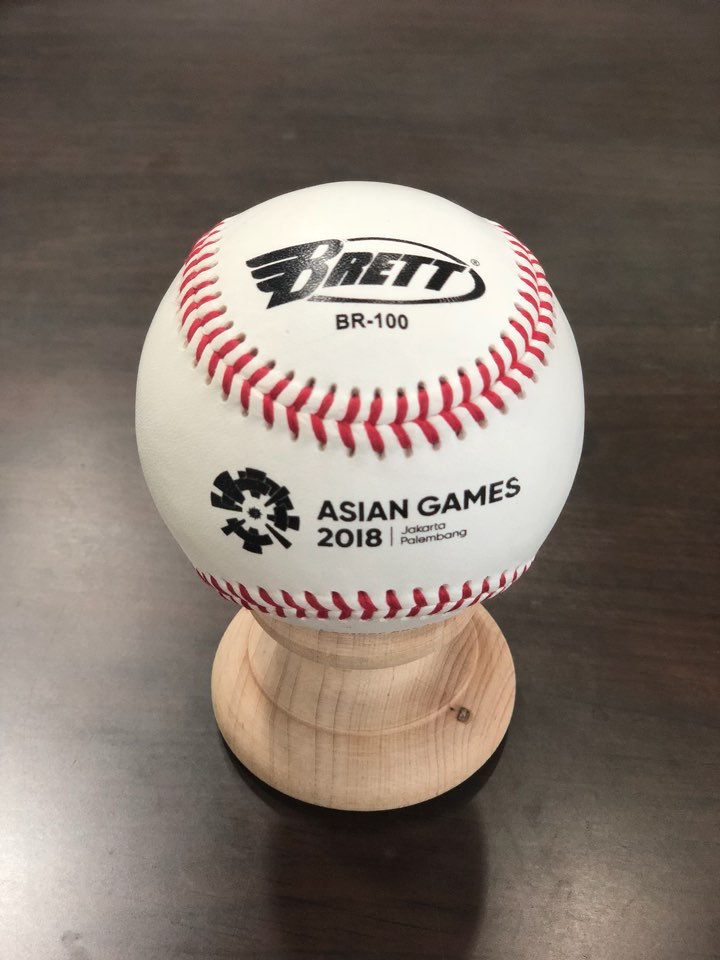 BRETT®
BR-100
ASIAN GAMES
2018 | Jakarta
Palembang